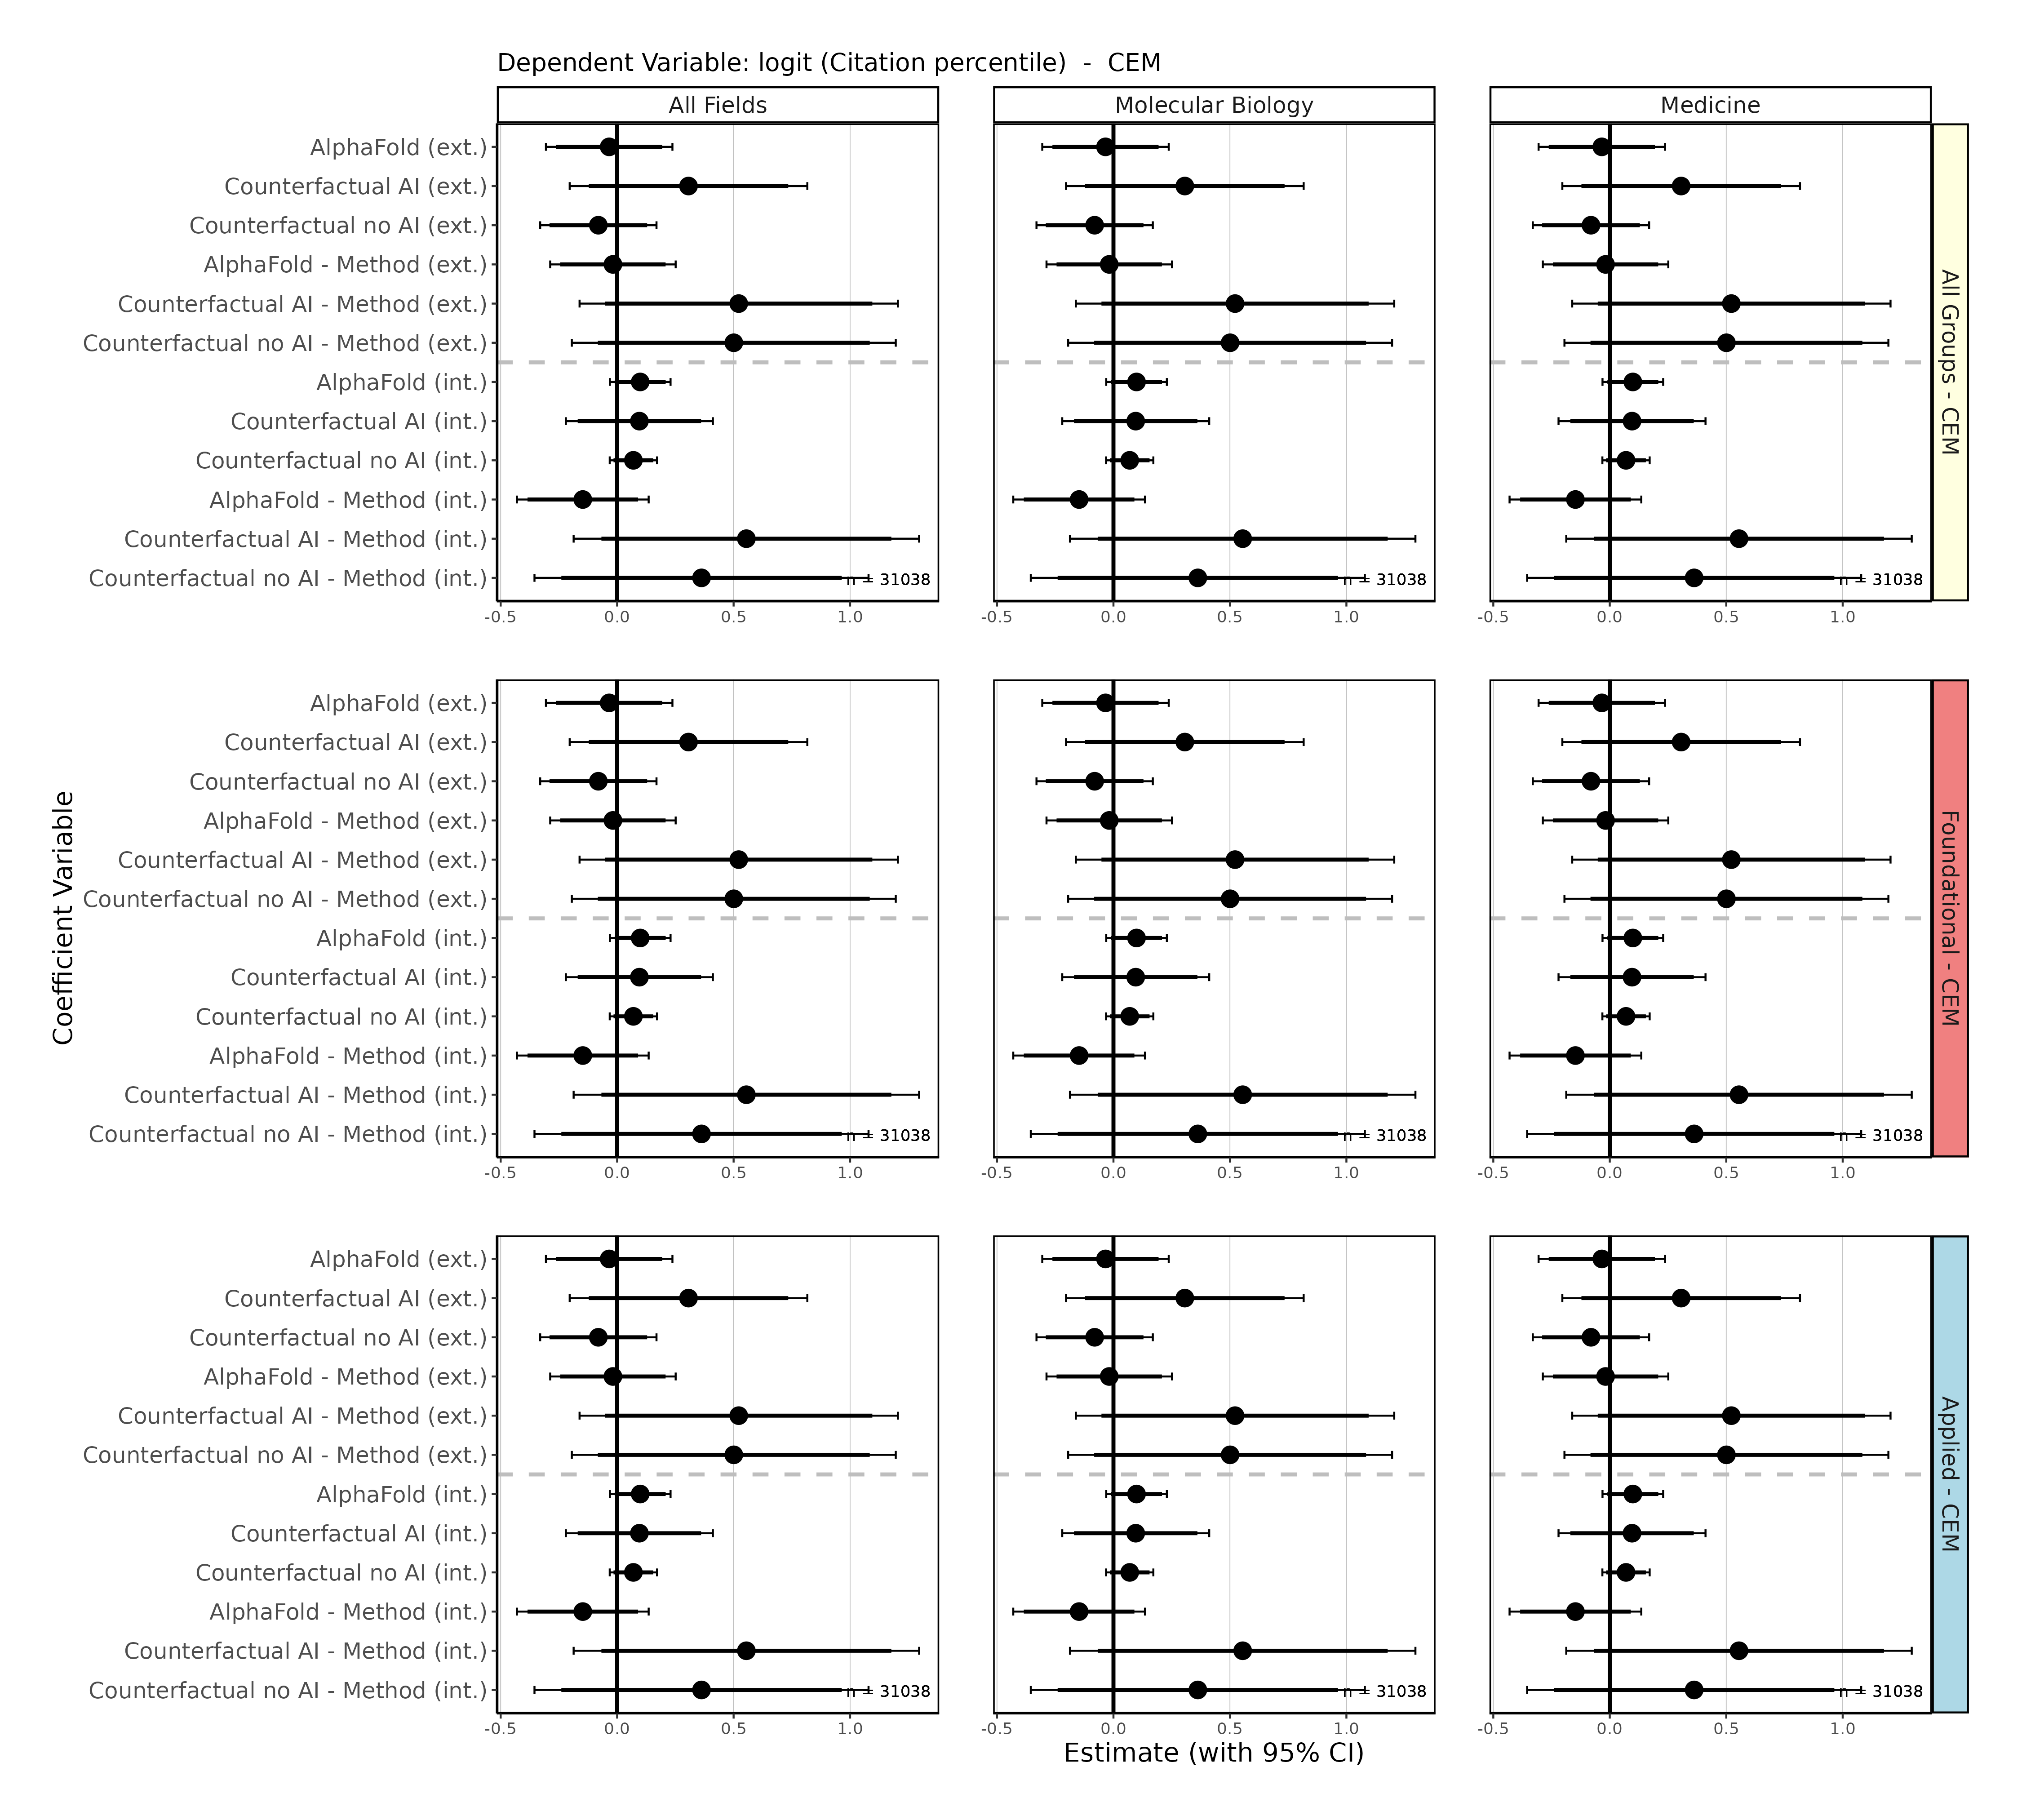 Dependent Variable: logit (Citation percentile)  -  CEM
All Fields
Molecular Biology
Medicine
AlphaFold (ext.)
Counterfactual AI (ext.)
Counterfactual no AI (ext.)
AlphaFold - Method (ext.)
Counterfactual AI - Method (ext.)
Counterfactual no AI - Method (ext.)
AlphaFold (int.)
Counterfactual AI (int.)
Counterfactual no AI (int.)
AlphaFold - Method (int.)
Counterfactual AI - Method (int.)
Counterfactual no AI - Method (int.)
n = 31038
n = 31038
n = 31038
All Groups - CEM
-0.5 0.0 0.5 1.0
-0.5 0.0 0.5 1.0
-0.5 0.0 0.5 1.0
Coefficient Variable
AlphaFold (ext.)
Counterfactual AI (ext.)
Counterfactual no AI (ext.)
AlphaFold - Method (ext.)
Counterfactual AI - Method (ext.)
Counterfactual no AI - Method (ext.)
AlphaFold (int.)
Counterfactual AI (int.)
Counterfactual no AI (int.)
AlphaFold - Method (int.)
Counterfactual AI - Method (int.)
Counterfactual no AI - Method (int.)
n = 31038
n = 31038
n = 31038
Foundational - CEM
-0.5 0.0 0.5 1.0
-0.5 0.0 0.5 1.0
-0.5 0.0 0.5 1.0
AlphaFold (ext.)
Counterfactual AI (ext.)
Counterfactual no AI (ext.)
AlphaFold - Method (ext.)
Counterfactual AI - Method (ext.)
Counterfactual no AI - Method (ext.)
AlphaFold (int.)
Counterfactual AI (int.)
Counterfactual no AI (int.)
AlphaFold - Method (int.)
Counterfactual AI - Method (int.)
Counterfactual no AI - Method (int.)
n = 31038
n = 31038
n = 31038
Applied - CEM
-0.5 0.0 0.5 1.0
-0.5 0.0 0.5 1.0
-0.5 0.0 0.5 1.0
Estimate (with 95% CI)